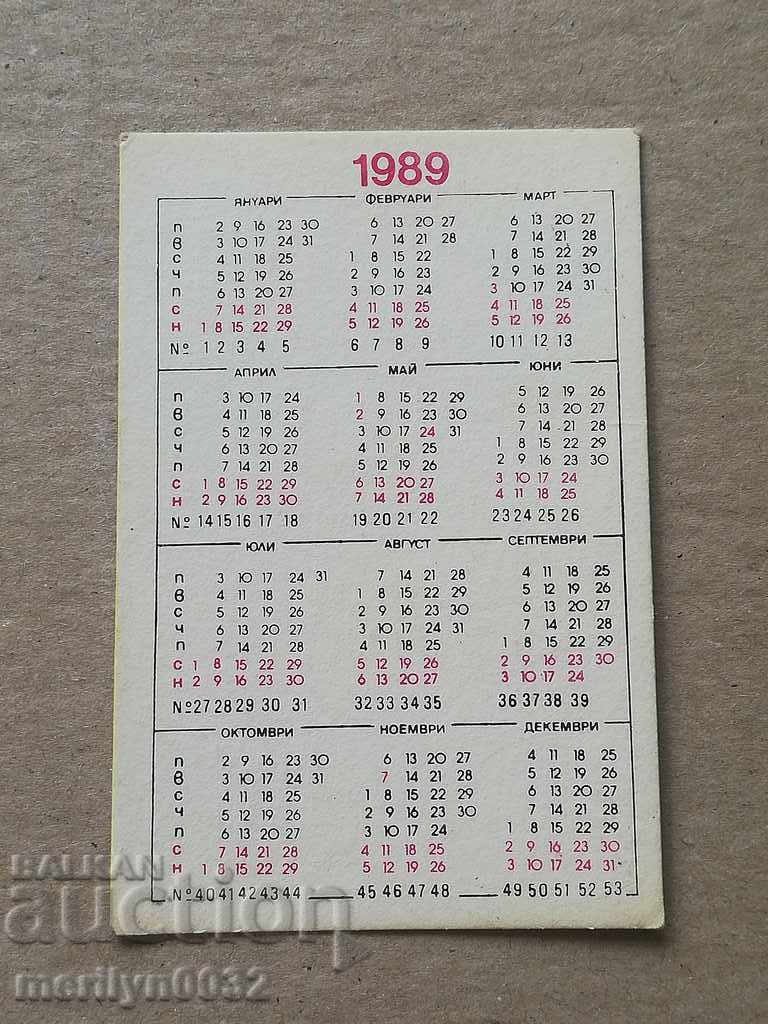 1989
ЯНУАРИ ФЕВРУАРИ МАРТ
П 2 9 16 23 30 6 13 20 27 6 13 20 27
В 3 10 17 24 31 7 14 21 28 7 14 21 28
С 4 11 18 25 1 8 15 22 1 8 15 22 29
Ч 5 12 19 26 2 9 16 23 2 9 16 23 30
П 6 13 20 27 3 10 17 24 3 10 17 24 31
С 7 14 21 28 4 11 18 25 4 11 18 25
Н 1 8 15 22 29 5 12 19 26 5 12 19 26
№ 1 2 3 4 5 6 7 8 9 10 11 12 13
АПРИЛ МАЙ ЮНИ
П 3 10 17 24 1 8 15 22 29 5 12 19 26
В 4 11 18 25 2 9 16 23 30 6 13 20 27
С 5 12 19 26 3 10 17 24 31 7 14 21 28
Ч 6 13 20 27 4 11 18 25 1 8 15 22 29
П 7 14 21 28 5 12 19 26 2 9 16 23 30
С 1 8 15 22 29 6 13 20 27 3 10 17 24
Н 2 9 16 23 30 7 14 21 28 4 11 18 25
№ 14 15 16 17 18 19 20 21 22 23 24 25 26
ЮЛИ АВГУСТ СЕПТЕМВРИ
П 3 10 17 24 31 7 14 21 28 4 11 18 25
В 4 11 18 25 1 8 15 22 29 5 12 19 26
С 5 12 19 26 2 9 16 23 30 6 13 20 27
Ч 6 13 20 27 3 10 17 24 31 7 14 21 28
П 7 14 21 28 4 11 18 25 1 8 15 22 29
С 1 8 15 22 29 5 12 19 26 2 9 16 23 30
Н 2 9 16 23 30 6 13 20 27 3 10 17 24
№ 27 28 29 30 31 32 33 34 35 36 37 38 39
ОКТОМВРИ НОЕМВРИ ДЕКЕМВРИ
П 2 9 16 23 30 6 13 20 27 4 11 18 25
В 3 10 17 24 31 7 14 21 28 5 12 19 26
С 4 11 18 25 1 8 15 22 29 6 13 20 27
Ч 5 12 19 26 2 9 16 23 30 7 14 21 28
П 6 13 20 27 3 10 17 24 1 8 15 22 29
С 7 14 21 28 4 11 18 25 2 9 16 23 30
Н 1 8 15 22 29 5 12 19 26 3 10 17 24 31
№ 40 41 42 43 44 45 46 47 48 49 50 51 52 53
BALKAN
auction
merilyn0032